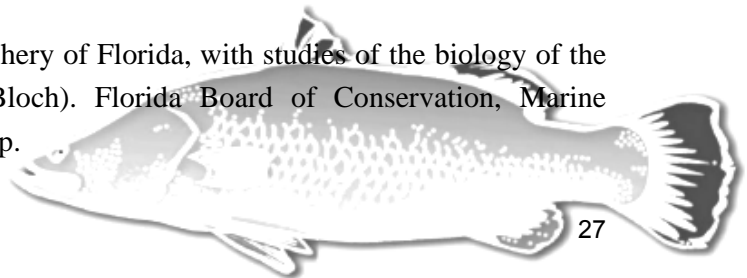 hery of Florida, with studies of the biology of the
Bloch). Florida Board of Conservation, Marine
p.
27